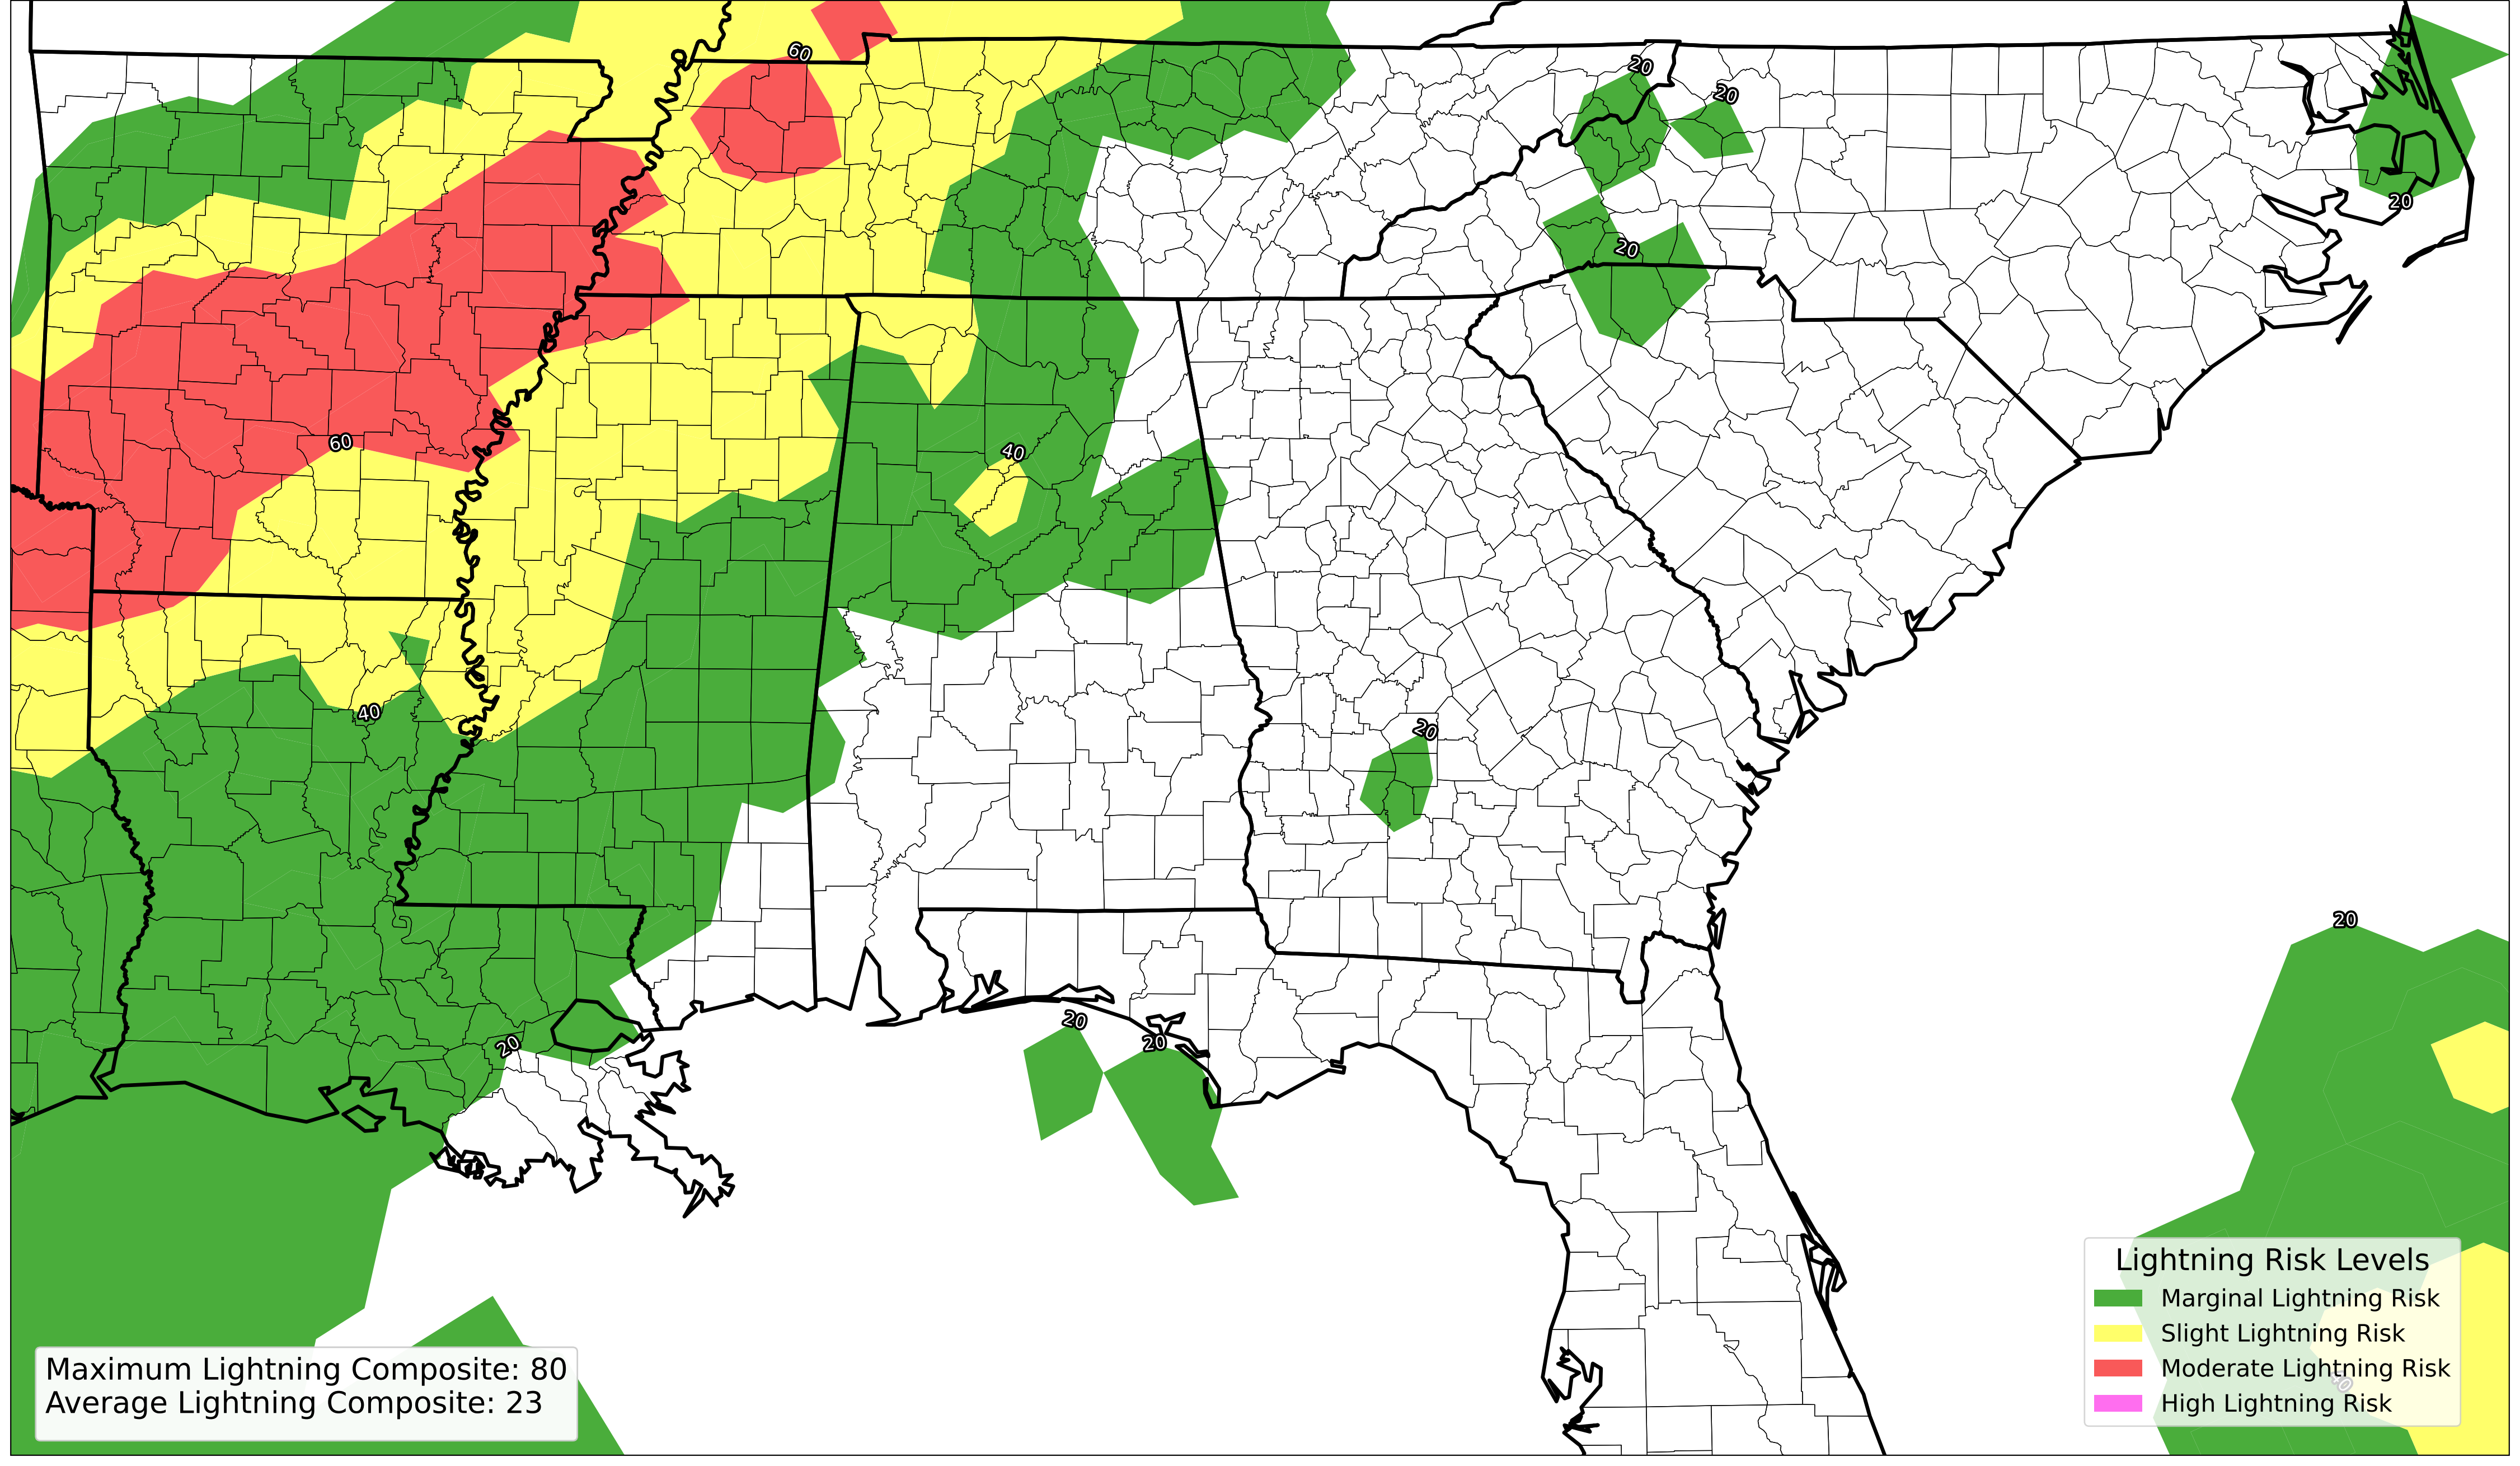 60
20
20
20
20
60
40
40
20
20
20
20
20
Maximum Lightning Composite: 80
Average Lightning Composite: 23
Lightning Risk Levels
Marginal Lightning Risk
Slight Lightning Risk
Moderate Lightning Risk
40
High Lightning Risk